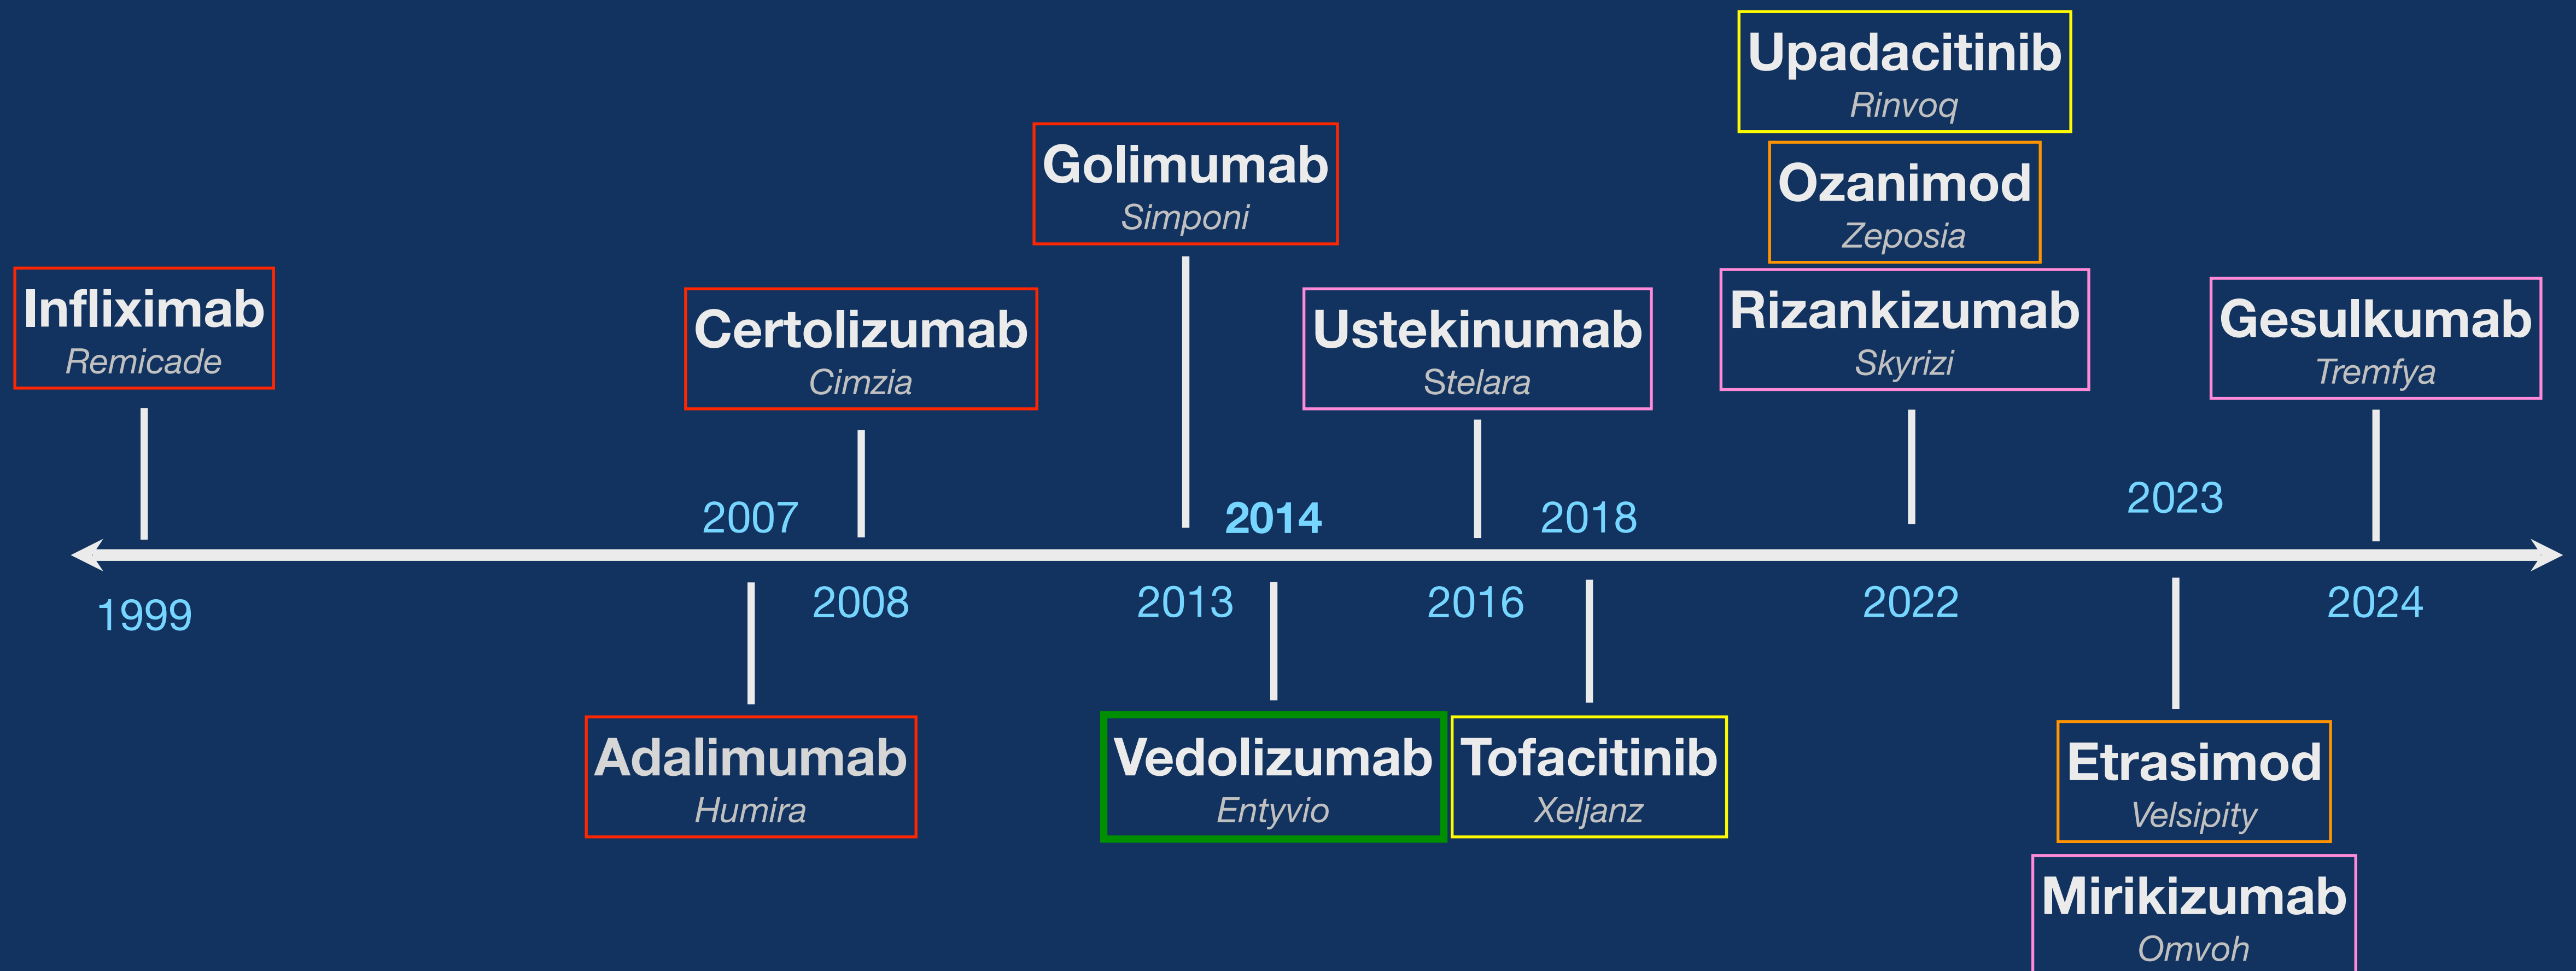 Upadacitinib
Rinvoq
Golimumab
Simponi
Ozanimod
Zeposia
Infliximab
Remicade
Certolizumab
Cimzia
Ustekinumab
Stelara
Rizankizumab
Skyrizi
Gesulkumab
Tremfya
2007
2014
2018
2023
1999
2008
2013
2016
2022
2024
Adalimumab
Humira
Vedolizumab
Entyvio
Tofacitinib
Xeljanz
Etrasimod
Velsipity
Mirikizumab
Omvoh